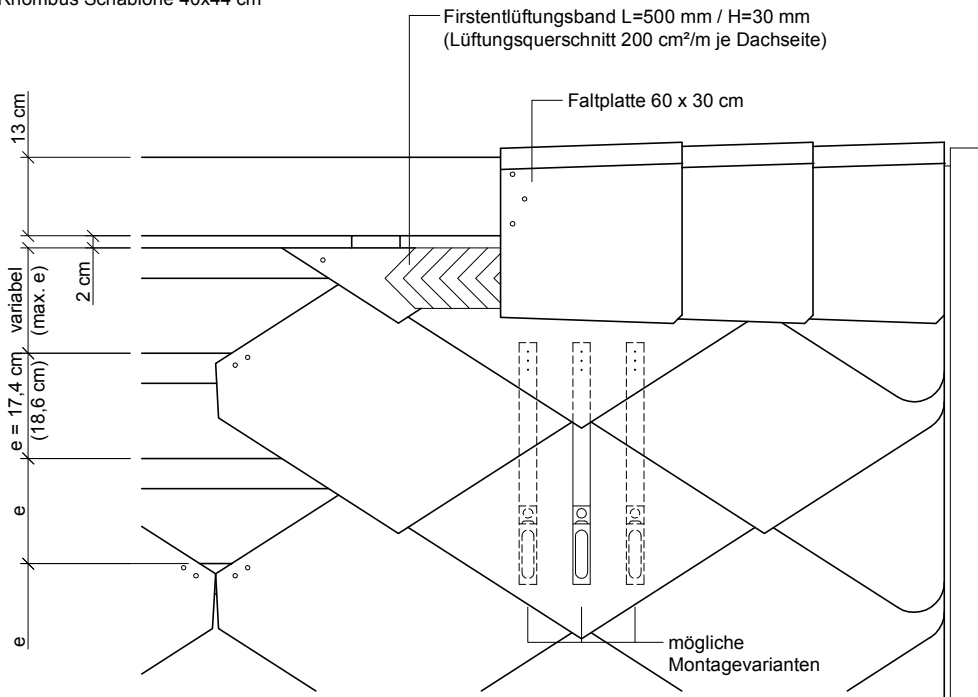 Rhombus Schablone 40x44 cm
Firstentlüftungsband L=500 mm / H=30 mm
(Lüftungsquerschnitt 200 cm²/m je Dachseite)
Faltplatte 60 x 30 cm
13 cm
2 cm
variabel
(max. e)
e = 17,4 cm
(18,6 cm)
e
e
mögliche
Montagevarianten